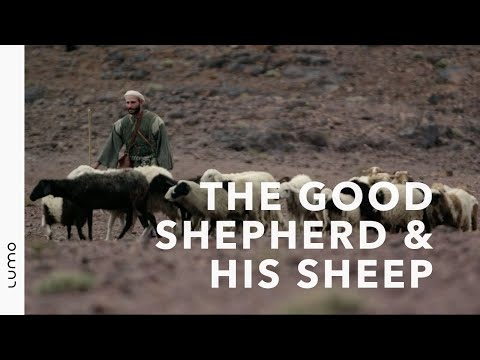 THE GOOD
SHEPHERD &
HIS SHEEP
LUMO